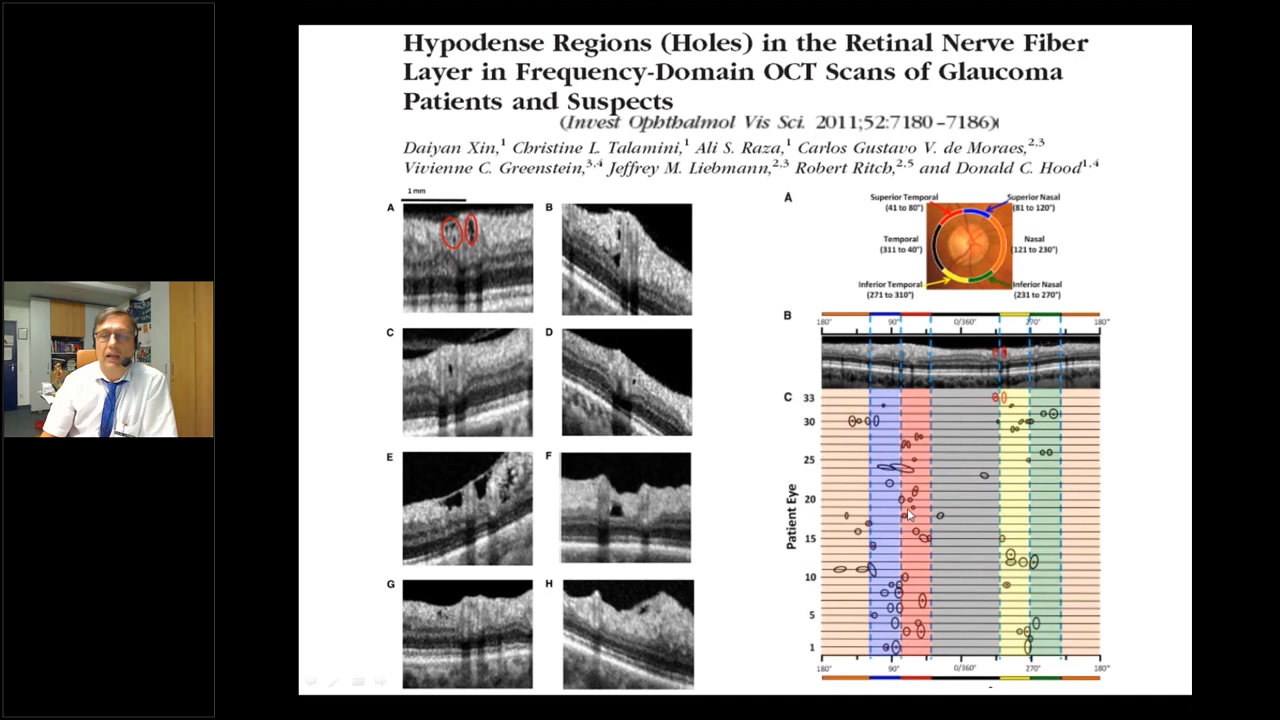 Hypodense Regions (Holes) in the Retinal Nerve Fiber
Layer in Frequency-Domain OCT Scans of Glaucoma
Patients and Suspects
(Invest Ophthalmol Vis Sci. 2011;52:7180–7186)
Daiyan Xin,1 Christine L. Talamini,1 Ali S. Raza,1 Carlos Gustavo V. de Moraes,2,3
Vivienne C. Greenstein,3,4 Jeffrey M. Liebmann,2,3 Robert Ritch,2,5 and Donald C. Hood1,4
1 mm
A
B
C
D
E
F
G
H
A
Superior Temporal
(41 to 80°)
Superior Nasal
(81 to 120°)
Temporal
(311 to 40°)
Nasal
(121 to 230°)
Inferior Temporal
(271 to 310°)
Inferior Nasal
(231 to 270°)
B
180° 90° 0/360° 270° 180°
C
33
30
25
20
15
10
5
1
Patient Eye
180° 90° 0/360° 270° 180°